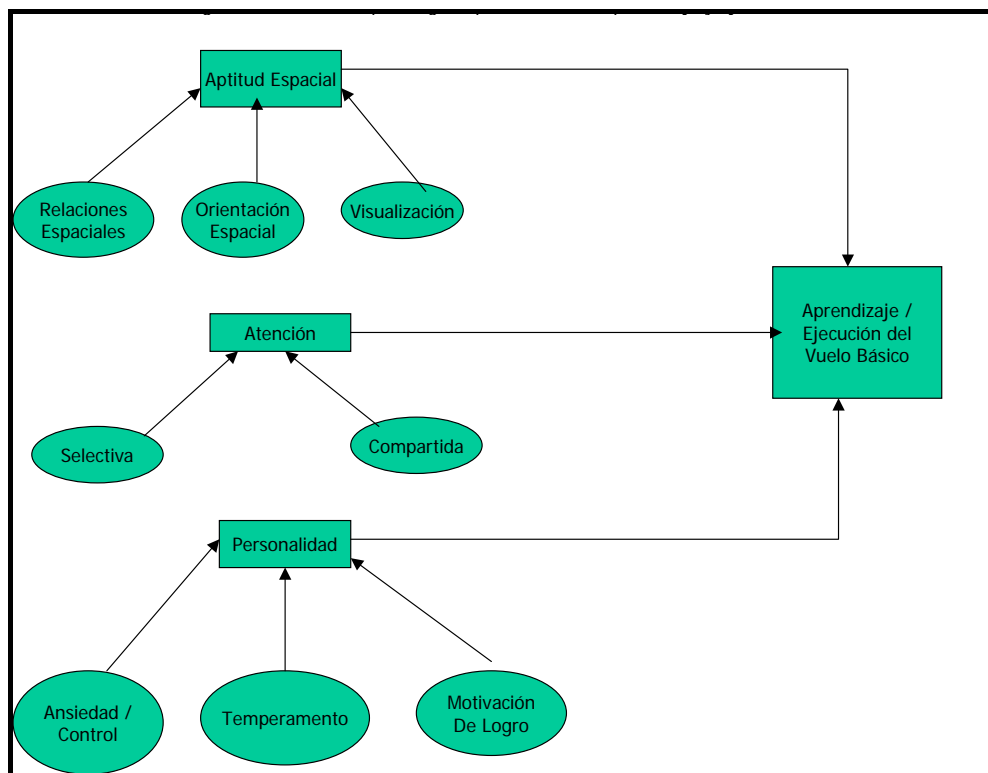 Aptitud Espacial
Relaciones
Espaciales
Orientación
Espacial
Visualización
Aprendizaje /
Ejecución del
Vuelo Básico
Atención
Selectiva
Compartida
Personalidad
Ansiedad /
Control
Temperamento
Motivación
De Logro